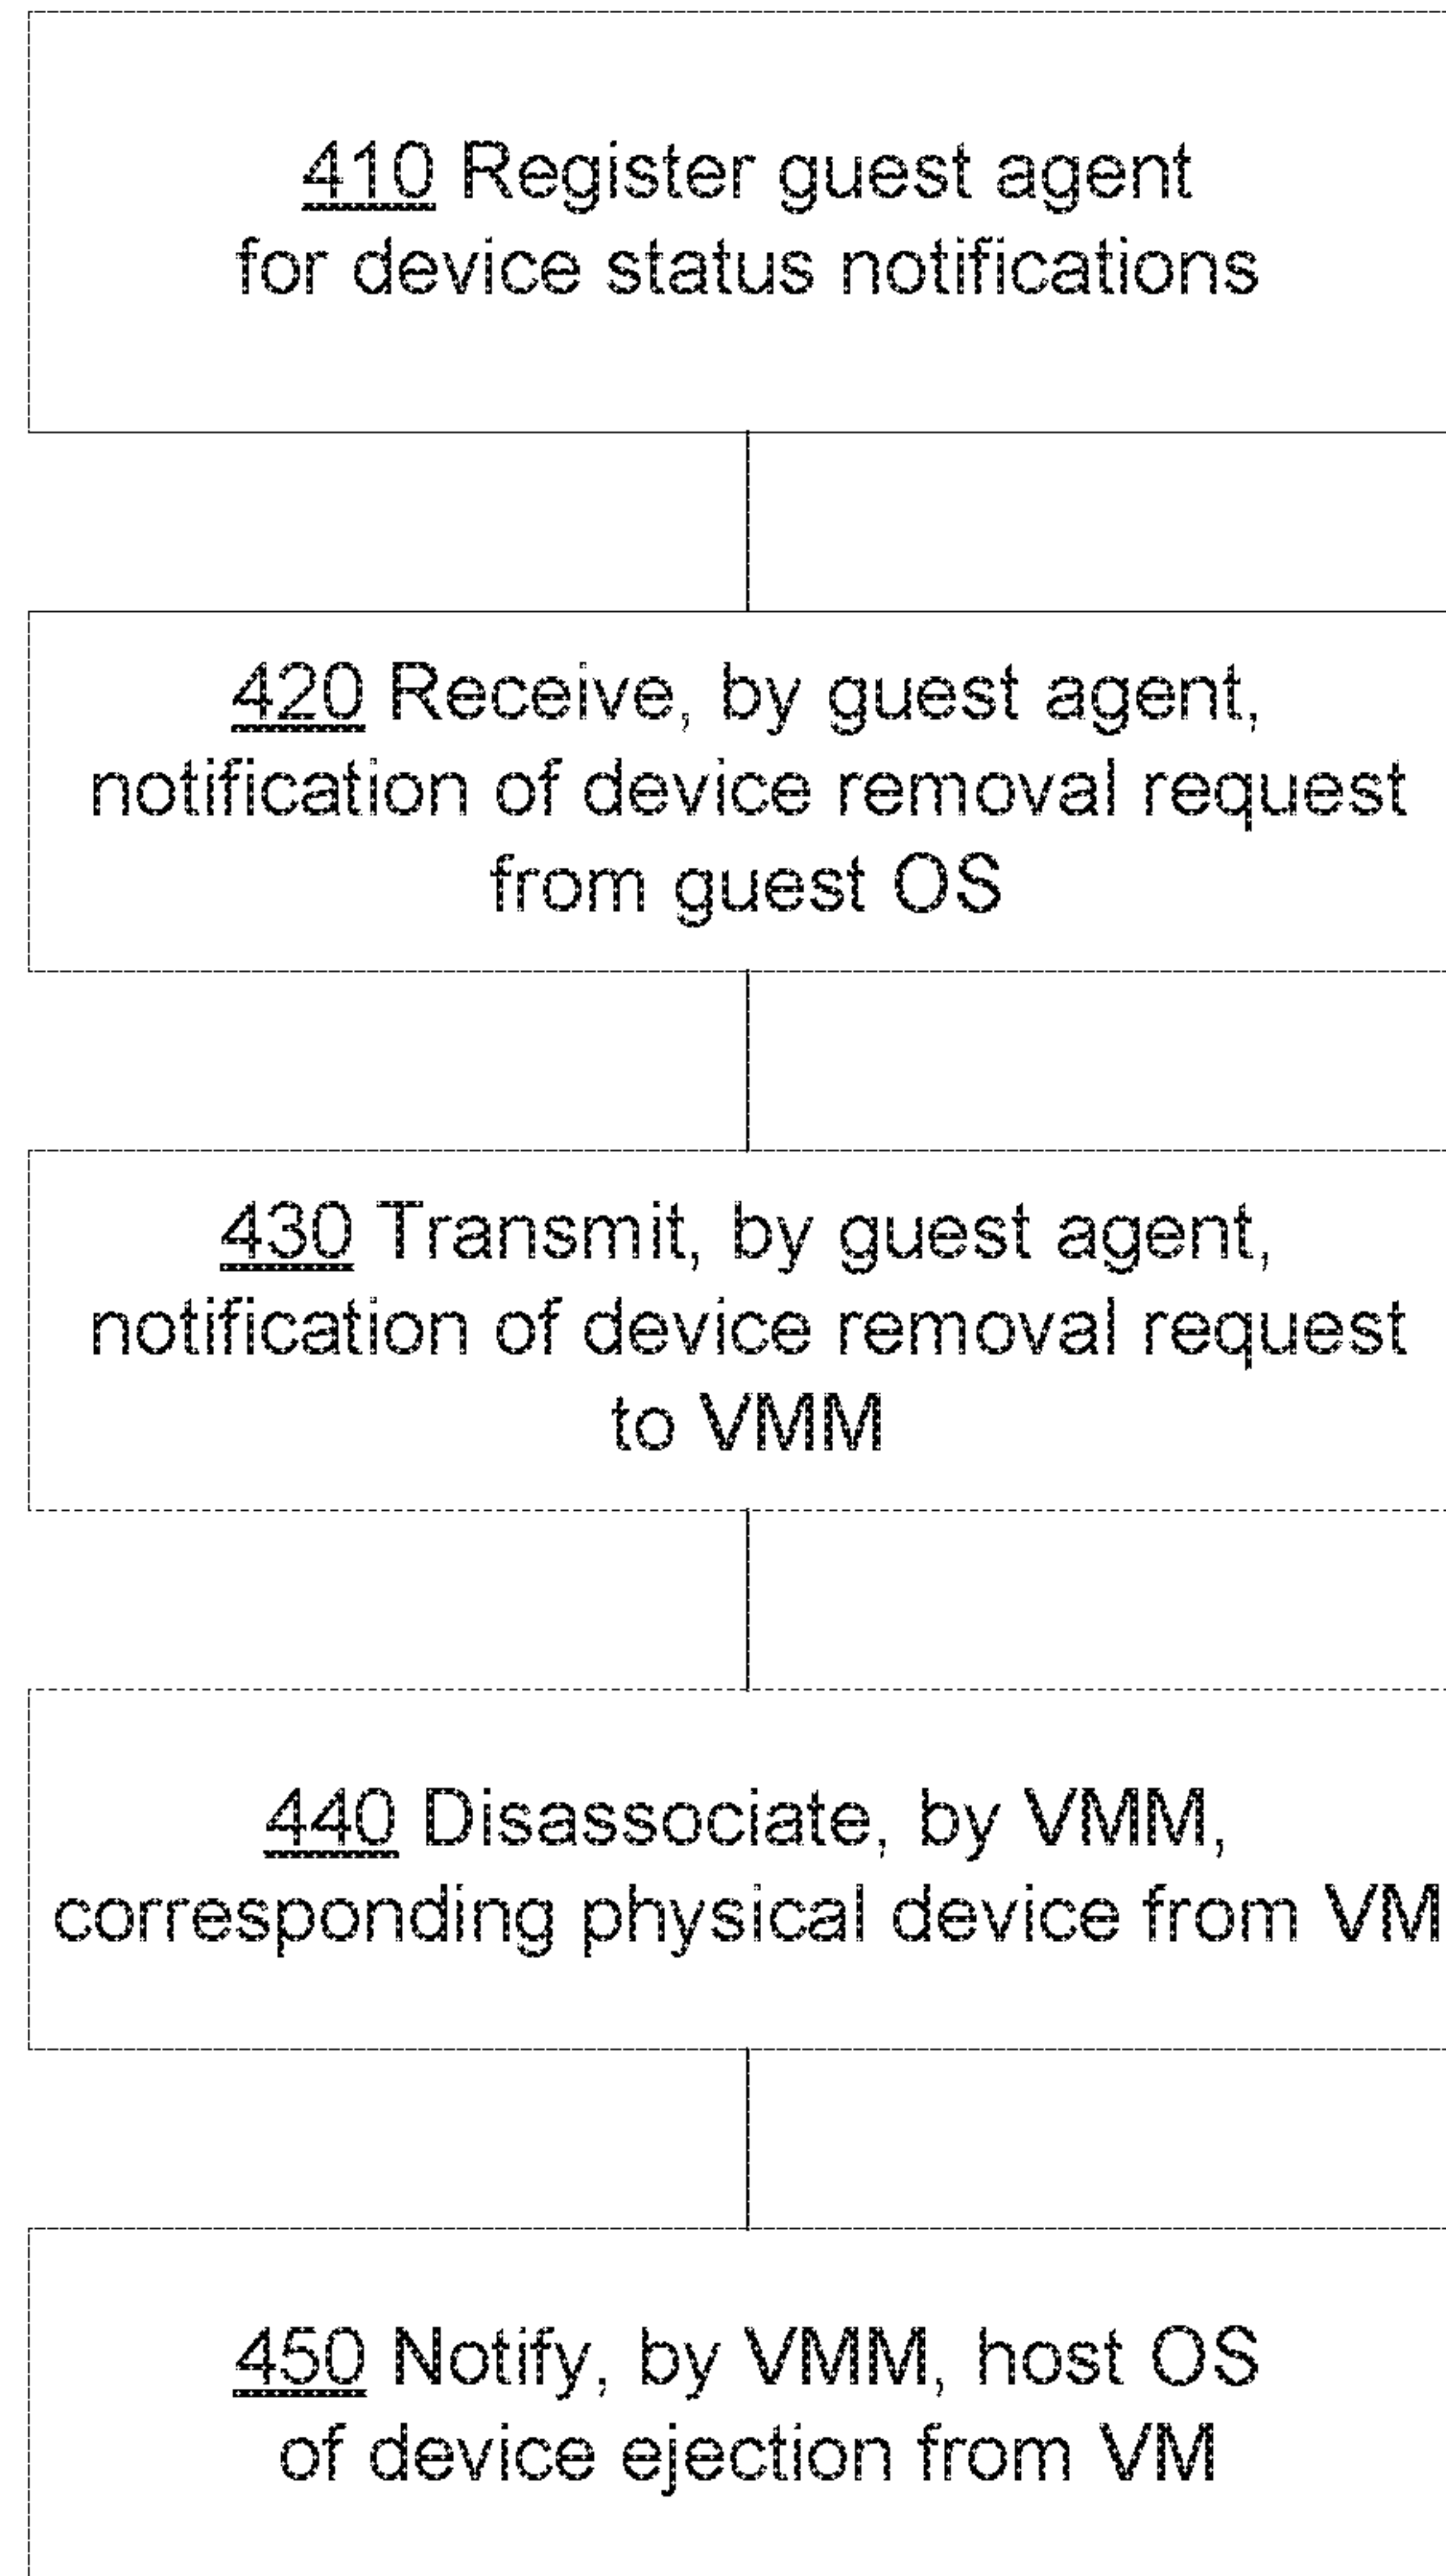 410 Register guest agent
for device status notifications
420 Receive, by guest agent,
notification of device removal request
from guest OS
430 Transmit, by guest agent,
notification of device removal request
to VMM
440 Disassociate, by VMM,
corresponding physical device from VM
450 Notify, by VMM, host OS
of device ejection from VM